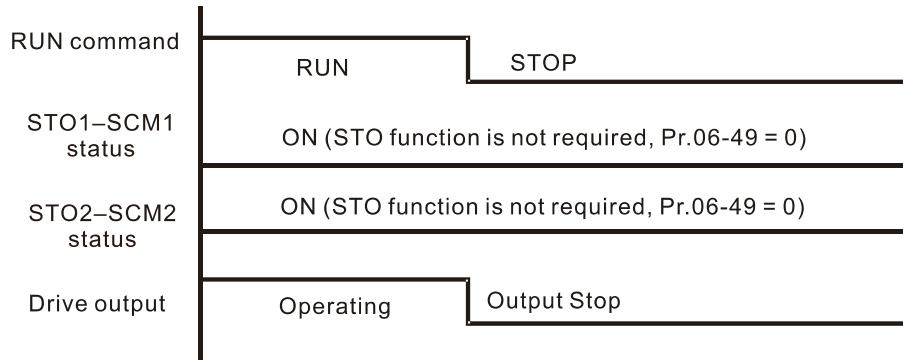 RUN command
RUN
STOP
STO1–SCM1
status
ON (STO function is not required, Pr.06-49 = 0)
STO2–SCM2
status
ON (STO function is not required, Pr.06-49 = 0)
Drive output
Operating
Output Stop